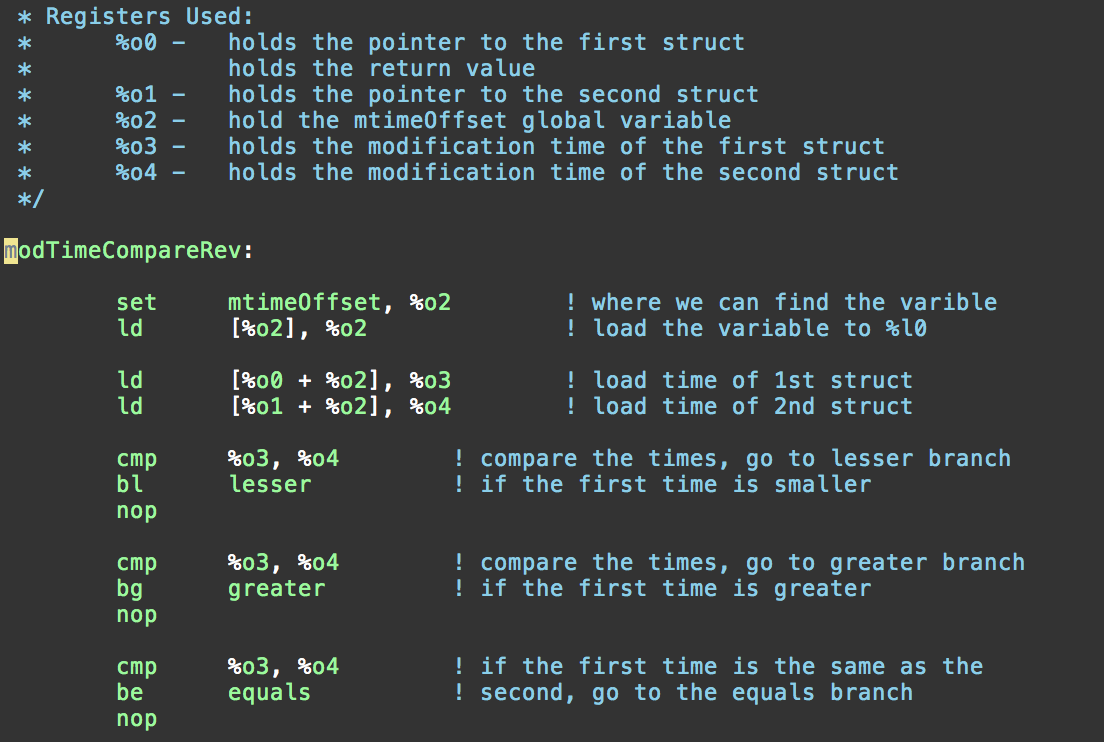 * Registers Used:
*      %o0 -   holds the pointer to the first struct
*              holds the return value
*      %o1 -   holds the pointer to the second struct
*      %o2 -   hold the mtimeOffset global variable
*      %o3 -   holds the modification time of the first struct
*      %o4 -   holds the modification time of the second struct
*/
modTimeCompareRev:
set     mtimeOffset, %o2        ! where we can find the varible
ld      [%o2], %o2              ! load the variable to %l0
ld      [%o0 + %o2], %o3        ! load time of 1st struct
ld      [%o1 + %o2], %o4        ! load time of 2nd struct
cmp     %o3, %o4        ! compare the times, go to lesser branch
bl      lesser          ! if the first time is smaller
nop
cmp     %o3, %o4        ! compare the times, go to greater branch
bg      greater         ! if the first time is greater
nop
cmp     %o3, %o4        ! if the first time is the same as the
be      equals          ! second, go to the equals branch
nop